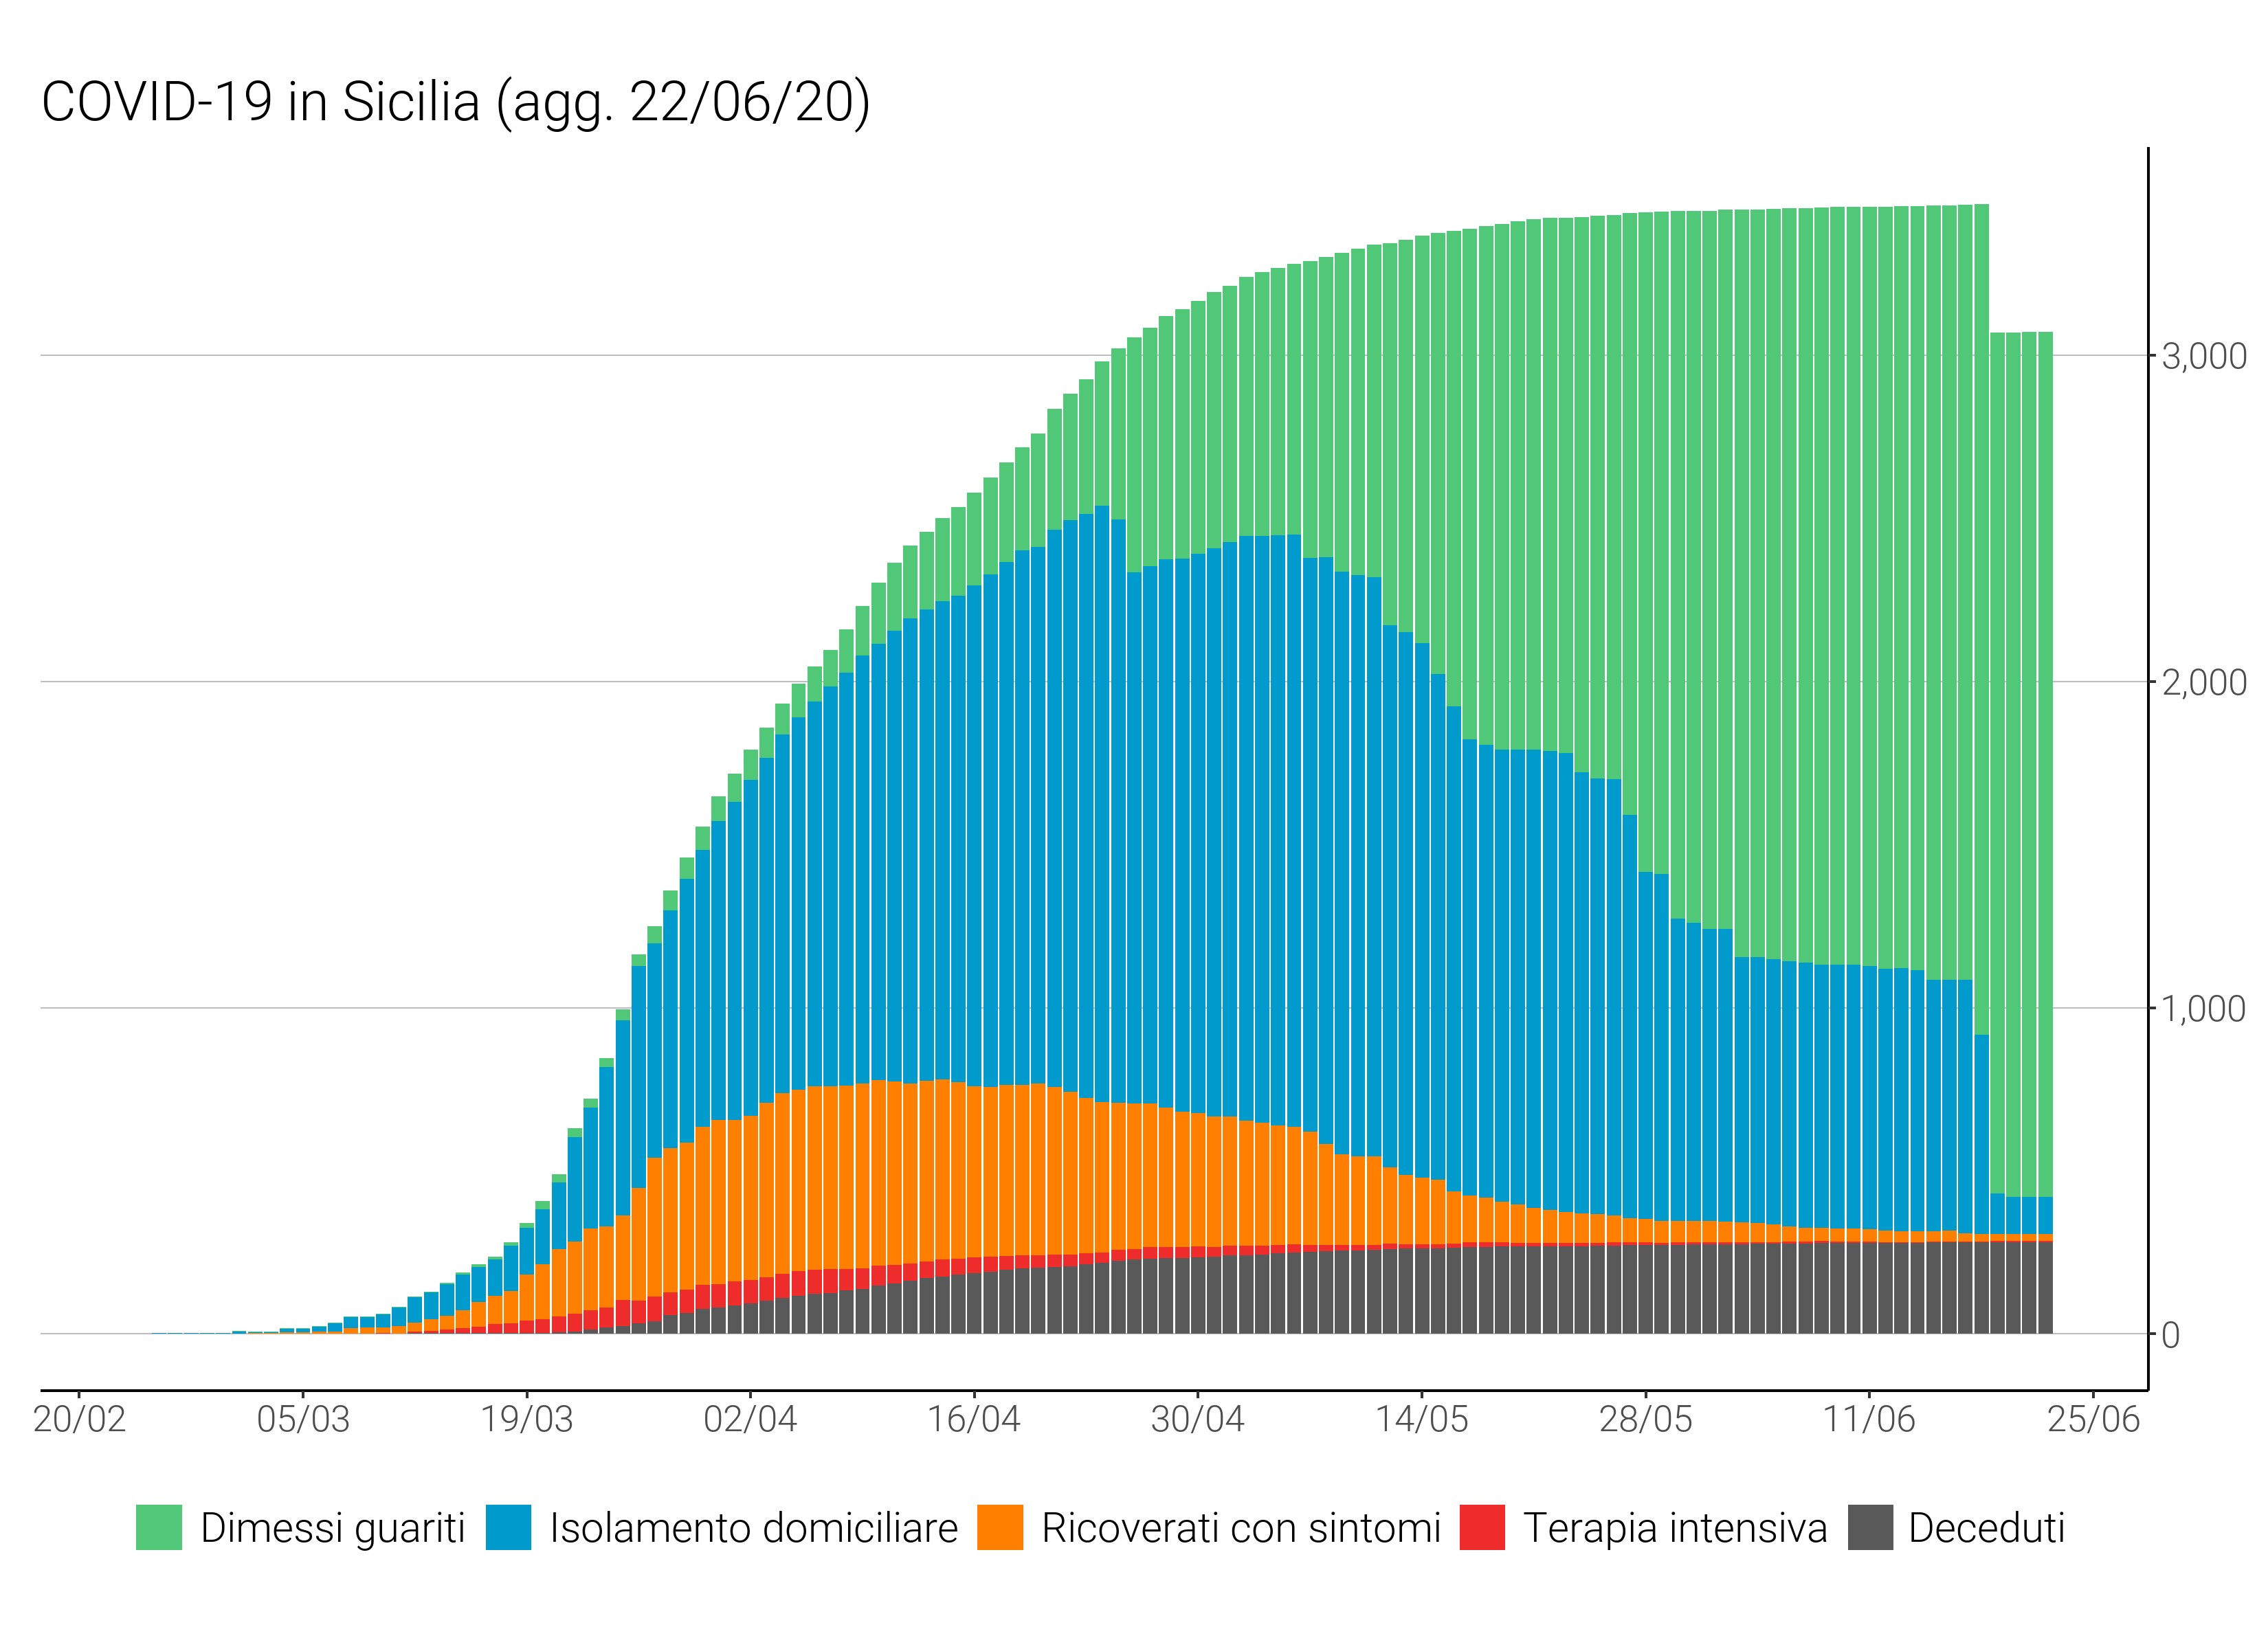 COVID-19 in Sicilia (agg. 22/06/20)
3,000
2,000
1,000
0
20/02 05/03 19/03 02/04 16/04 30/04 14/05 28/05 11/06 25/06
Dimessi guariti Isolamento domiciliare Ricoverati con sintomi Terapia intensiva Deceduti